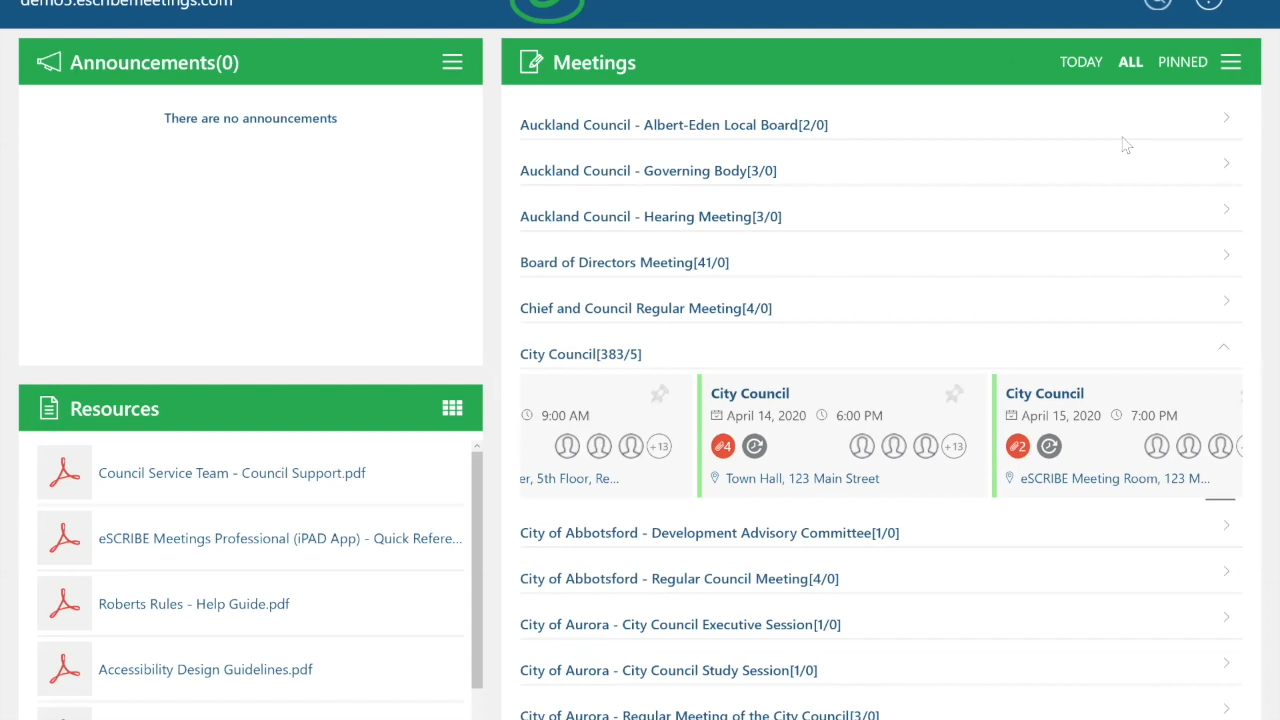 demo5.escribemeetings.com
Announcements(0)
There are no announcements
Resources
Council Service Team - Council Support.pdf
eSCRIBE Meetings Professional (iPAD App) - Quick Refere...
Roberts Rules - Help Guide.pdf
Accessibility Design Guidelines.pdf
Meetings
TODAY ALL PINNED
Auckland Council - Albert-Eden Local Board[2/0]
Auckland Council - Governing Body[3/0]
Auckland Council - Hearing Meeting[3/0]
Board of Directors Meeting[41/0]
Chief and Council Regular Meeting[4/0]
City Council[383/5]
9:00 AM
+13
er, 5th Floor, Re...
City Council
April 14, 2020 6:00 PM
4 +13
Town Hall, 123 Main Street
City Council
April 15, 2020 7:00 PM
2
eSCRIBE Meeting Room, 123 M...
City of Abbotsford - Development Advisory Committee[1/0]
City of Abbotsford - Regular Council Meeting[4/0]
City of Aurora - City Council Executive Session[1/0]
City of Aurora - City Council Study Session[1/0]
City of Aurora - Regular Meeting of the City Council[3/0]